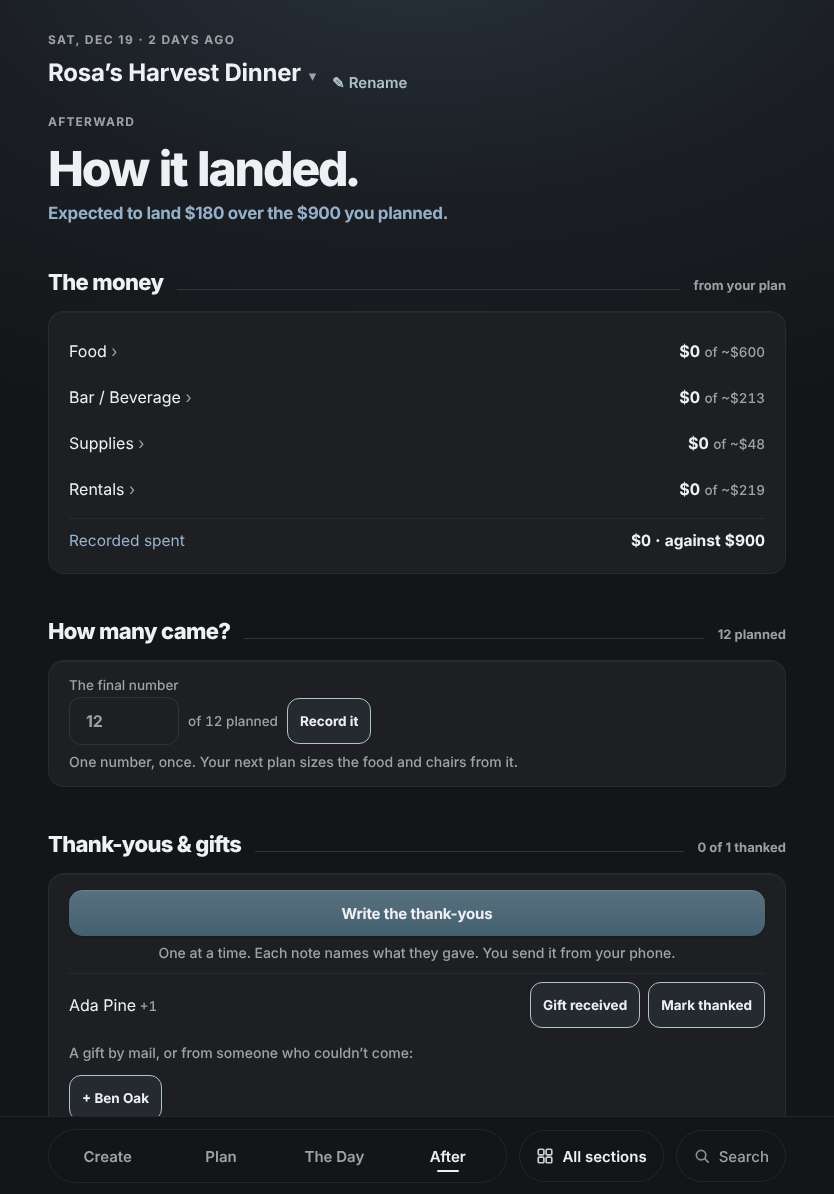 SAT, DEC 19 · 2 DAYS AGO
Rosa’s Harvest Dinner ▾ ✎ Rename
AFTERWARD
How it landed.
Expected to land $180 over the $900 you planned.
The money from your plan
Food › $0 of ~$600
Bar / Beverage › $0 of ~$213
Supplies › $0 of ~$48
Rentals › $0 of ~$219
Recorded spent $0 · against $900
How many came? 12 planned
The final number
12 of 12 planned Record it
One number, once. Your next plan sizes the food and chairs from it.
Thank-yous & gifts 0 of 1 thanked
Write the thank-yous
One at a time. Each note names what they gave. You send it from your phone.
Ada Pine +1 Gift received Mark thanked
A gift by mail, or from someone who couldn’t come:
+ Ben Oak
Create Plan The Day After All sections Search